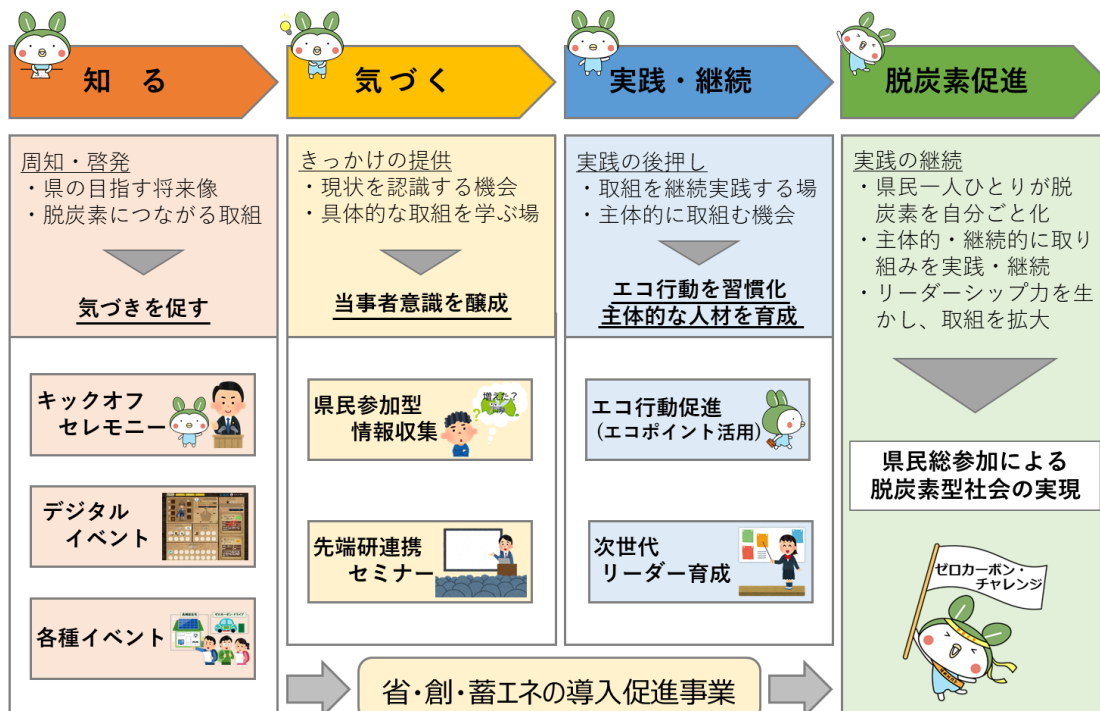 知　る
周知・啓発
・県の目指す将来像
・脱炭素につながる取組
気づきを促す
キックオフ
セレモニー
デジタル
イベント
各種イベント
気づく
きっかけの提供
・現状を認識する機会
・具体的な取組を学ぶ場
当事者意識を醸成
県民参加型
情報収集
増えた？
先端研連携
セミナー
実践・継続
実践の後押し
・取組を継続実践する場
・主体的に取組む機会
エコ行動を習慣化
主体的な人材を育成
エコ行動促進
(エコポイント活用)
次世代
リーダー育成
脱炭素促進
実践の継続
・県民一人ひとりが脱
炭素を自分ごと化
・主体的・継続的に取り
組みを実践・継続
・リーダーシップ力を生
かし、取組を拡大
県民総参加による
脱炭素型社会の実現
ゼロカーボン・
チャレンジ
省・創・蓄エネの導入促進事業